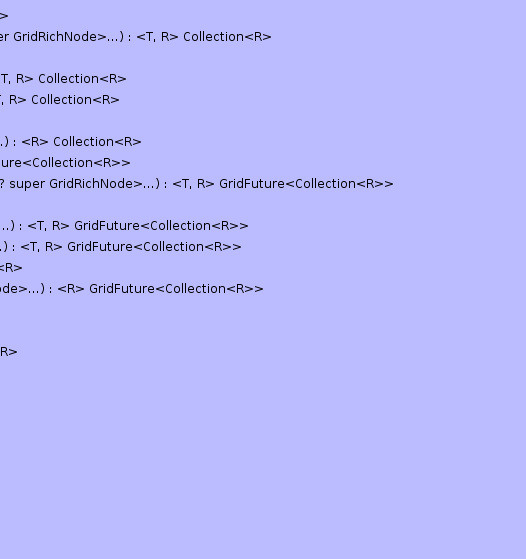 >
er GridRichNode>...) : <T, R> Collection<R>
T, R> Collection<R>
, R> Collection<R>
.) : <R> Collection<R>
ure<Collection<R>>
? super GridRichNode>...) : <T, R> GridFuture<Collection<R>>
..) : <T, R> GridFuture<Collection<R>>
.) : <T, R> GridFuture<Collection<R>>
<R>
ode>...) : <R> GridFuture<Collection<R>>
R>